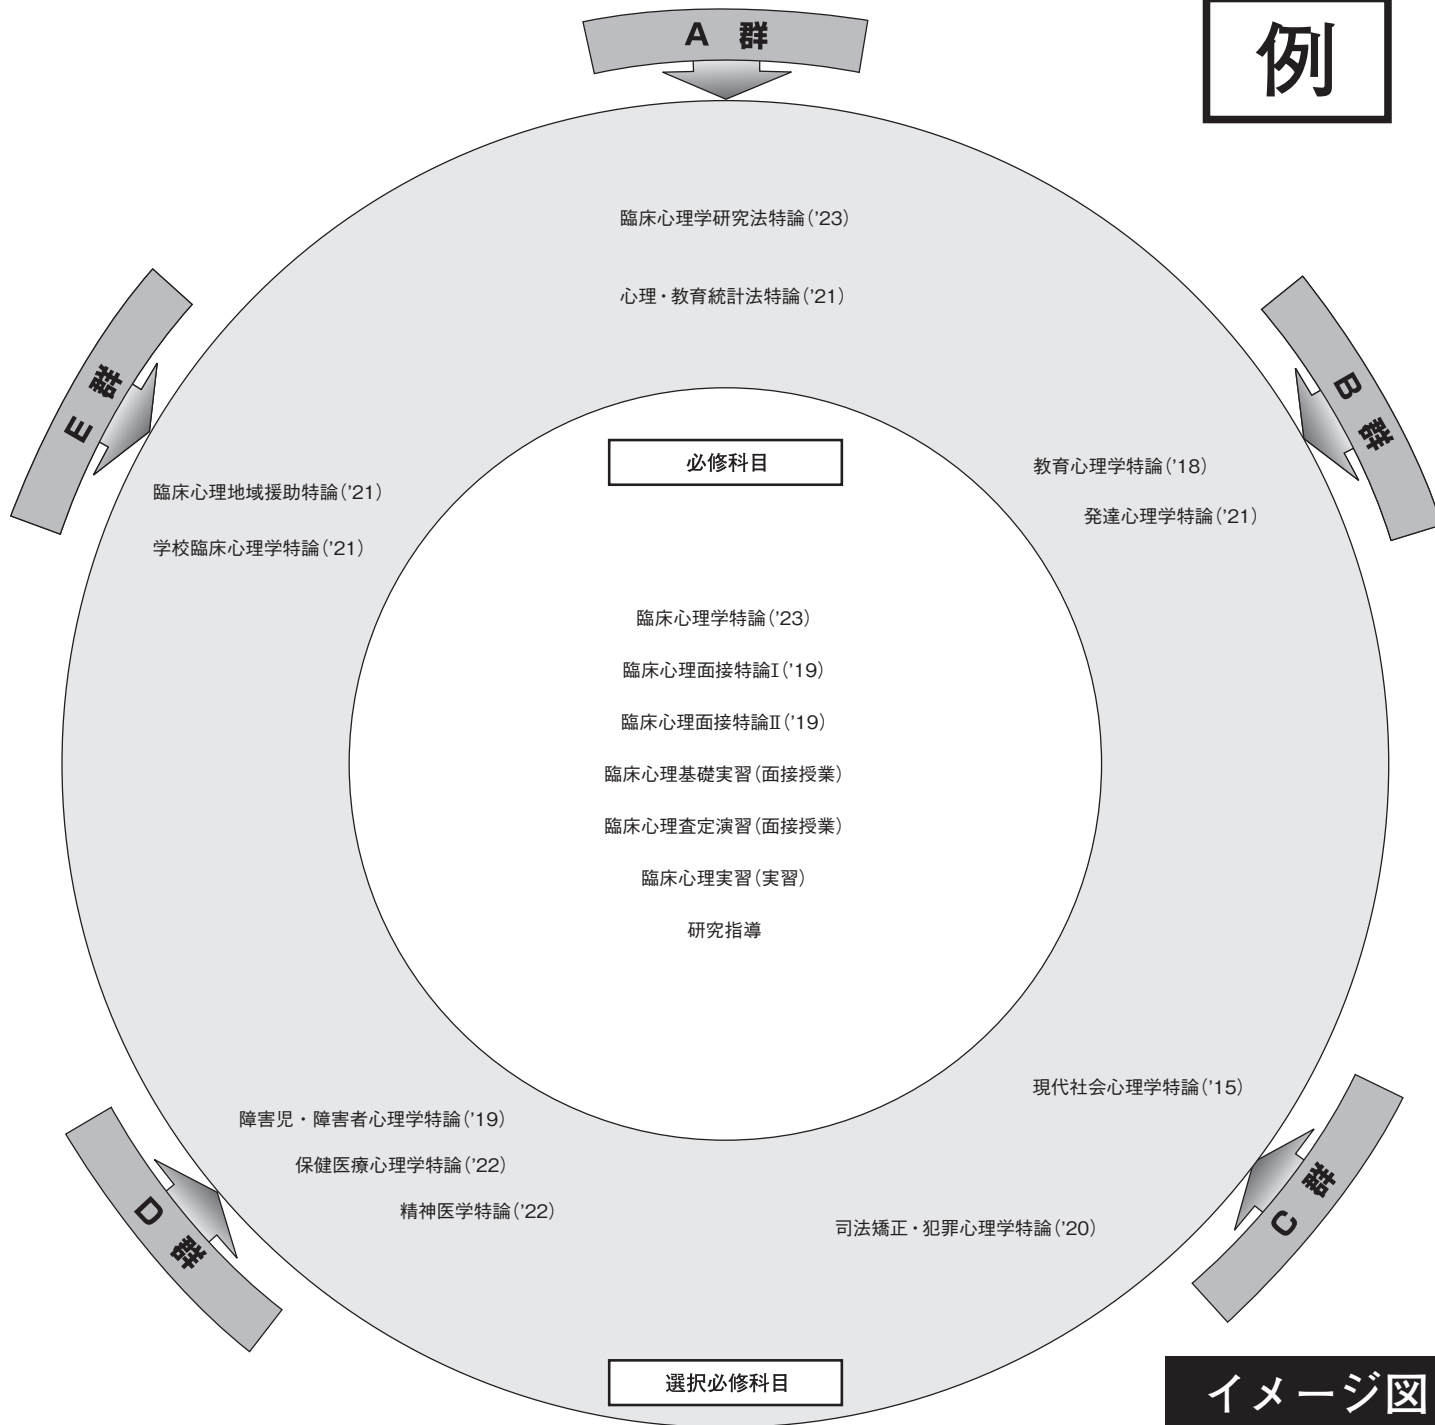 例
A 群
臨床心理学研究法特論('23)
心理・教育統計法特論('21)
B 群
教育心理学特論('18)
発達心理学特論('21)
E 群
臨床心理地域援助特論('21)
学校臨床心理学特論('21)
必修科目
臨床心理学特論('23)
臨床心理面接特論Ⅰ('19)
臨床心理面接特論Ⅱ('19)
臨床心理基礎実習(面接授業)
臨床心理査定演習(面接授業)
臨床心理実習(実習)
研究指導
C 群
現代社会心理学特論('15)
司法矯正・犯罪心理学特論('20)
D 群
障害児・障害者心理学特論('19)
保健医療心理学特論('22)
精神医学特論('22)
選択必修科目
イメージ図